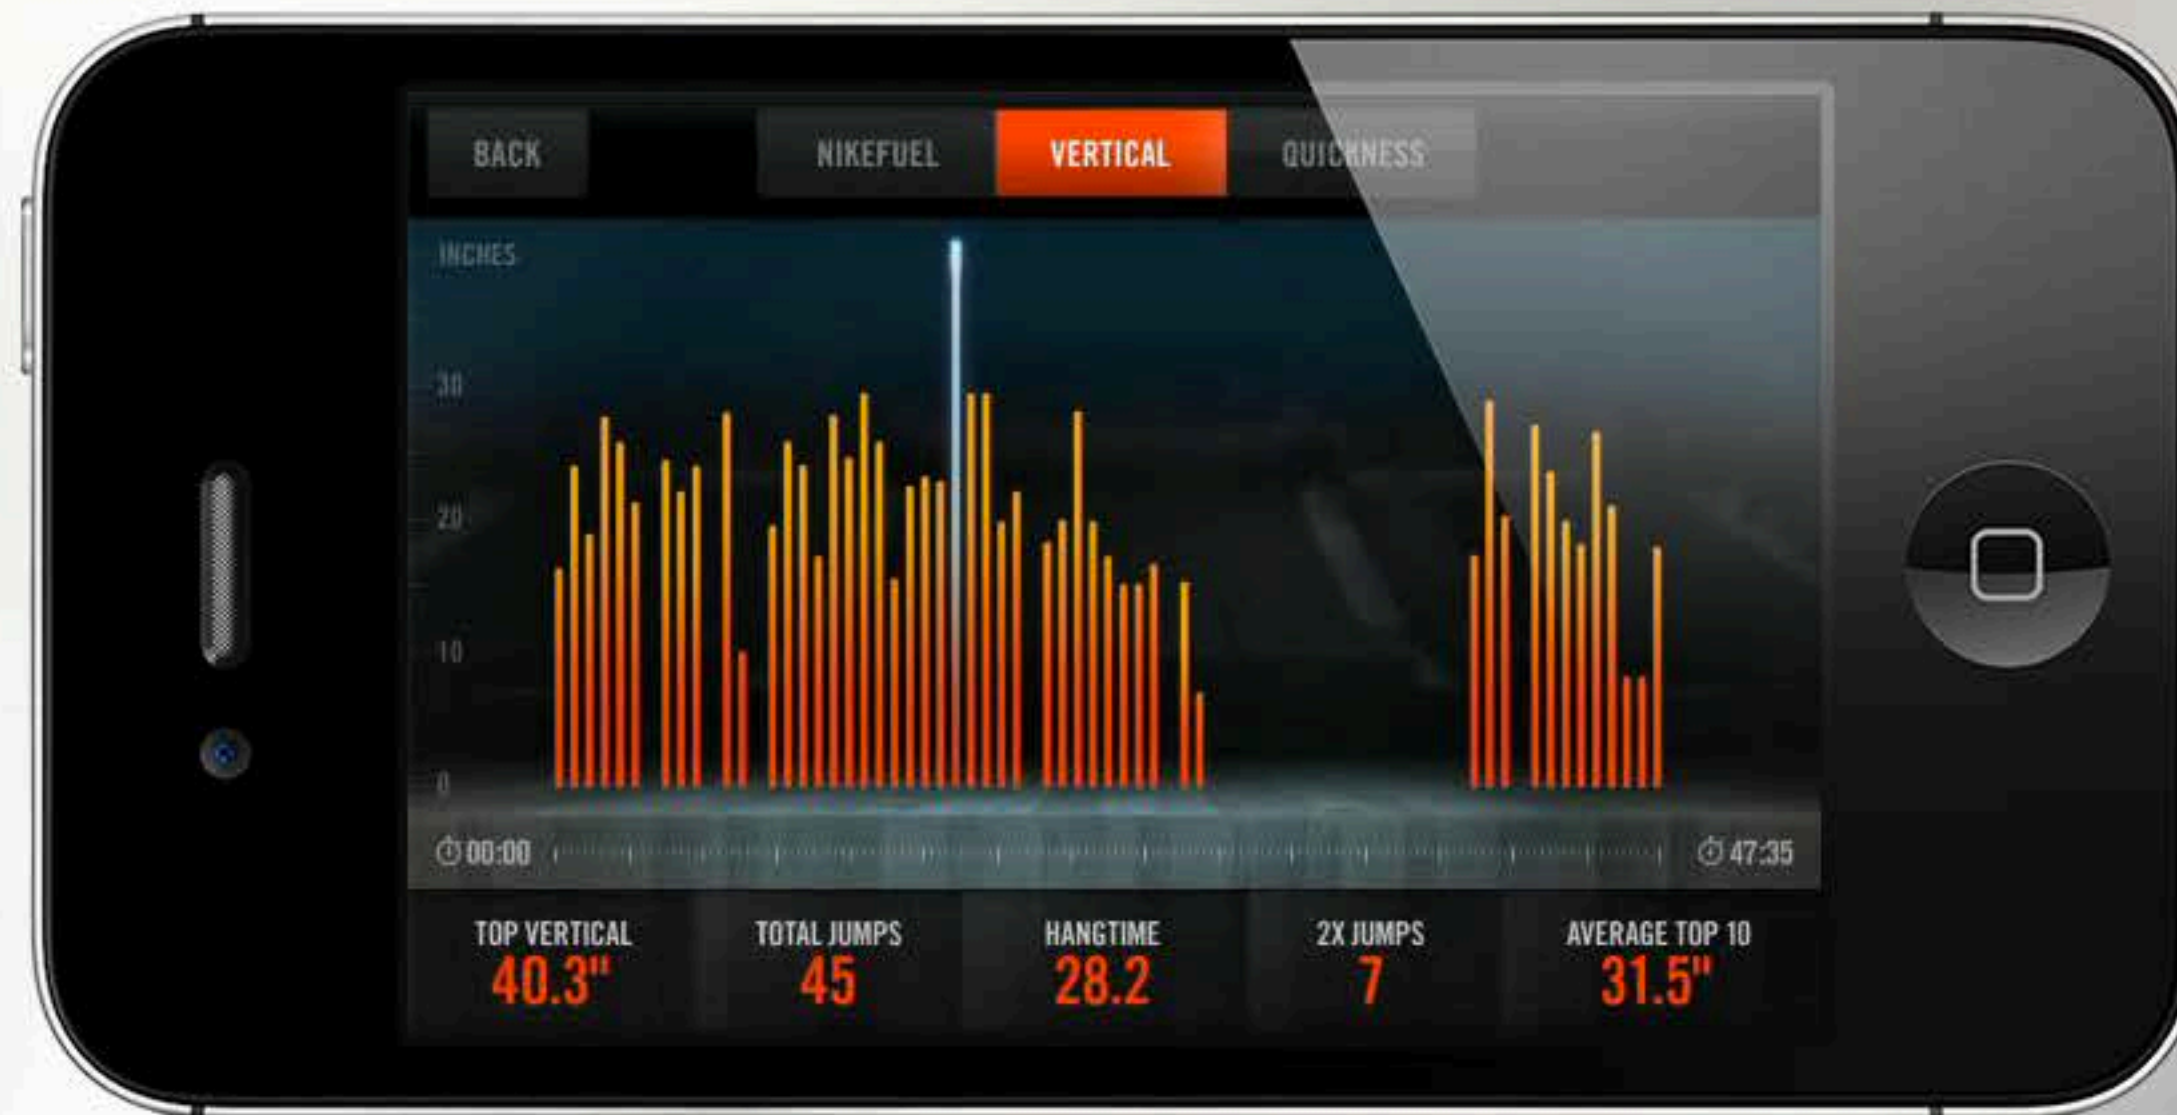 BACK
NIKEFUEL
VERTICAL
QUICKNESS
INCHES
30
20
10
0
00:00
47:35
TOP VERTICAL
40.3"
TOTAL JUMPS
45
HANGTIME
28.2
2X JUMPS
7
AVERAGE TOP 10
31.5"